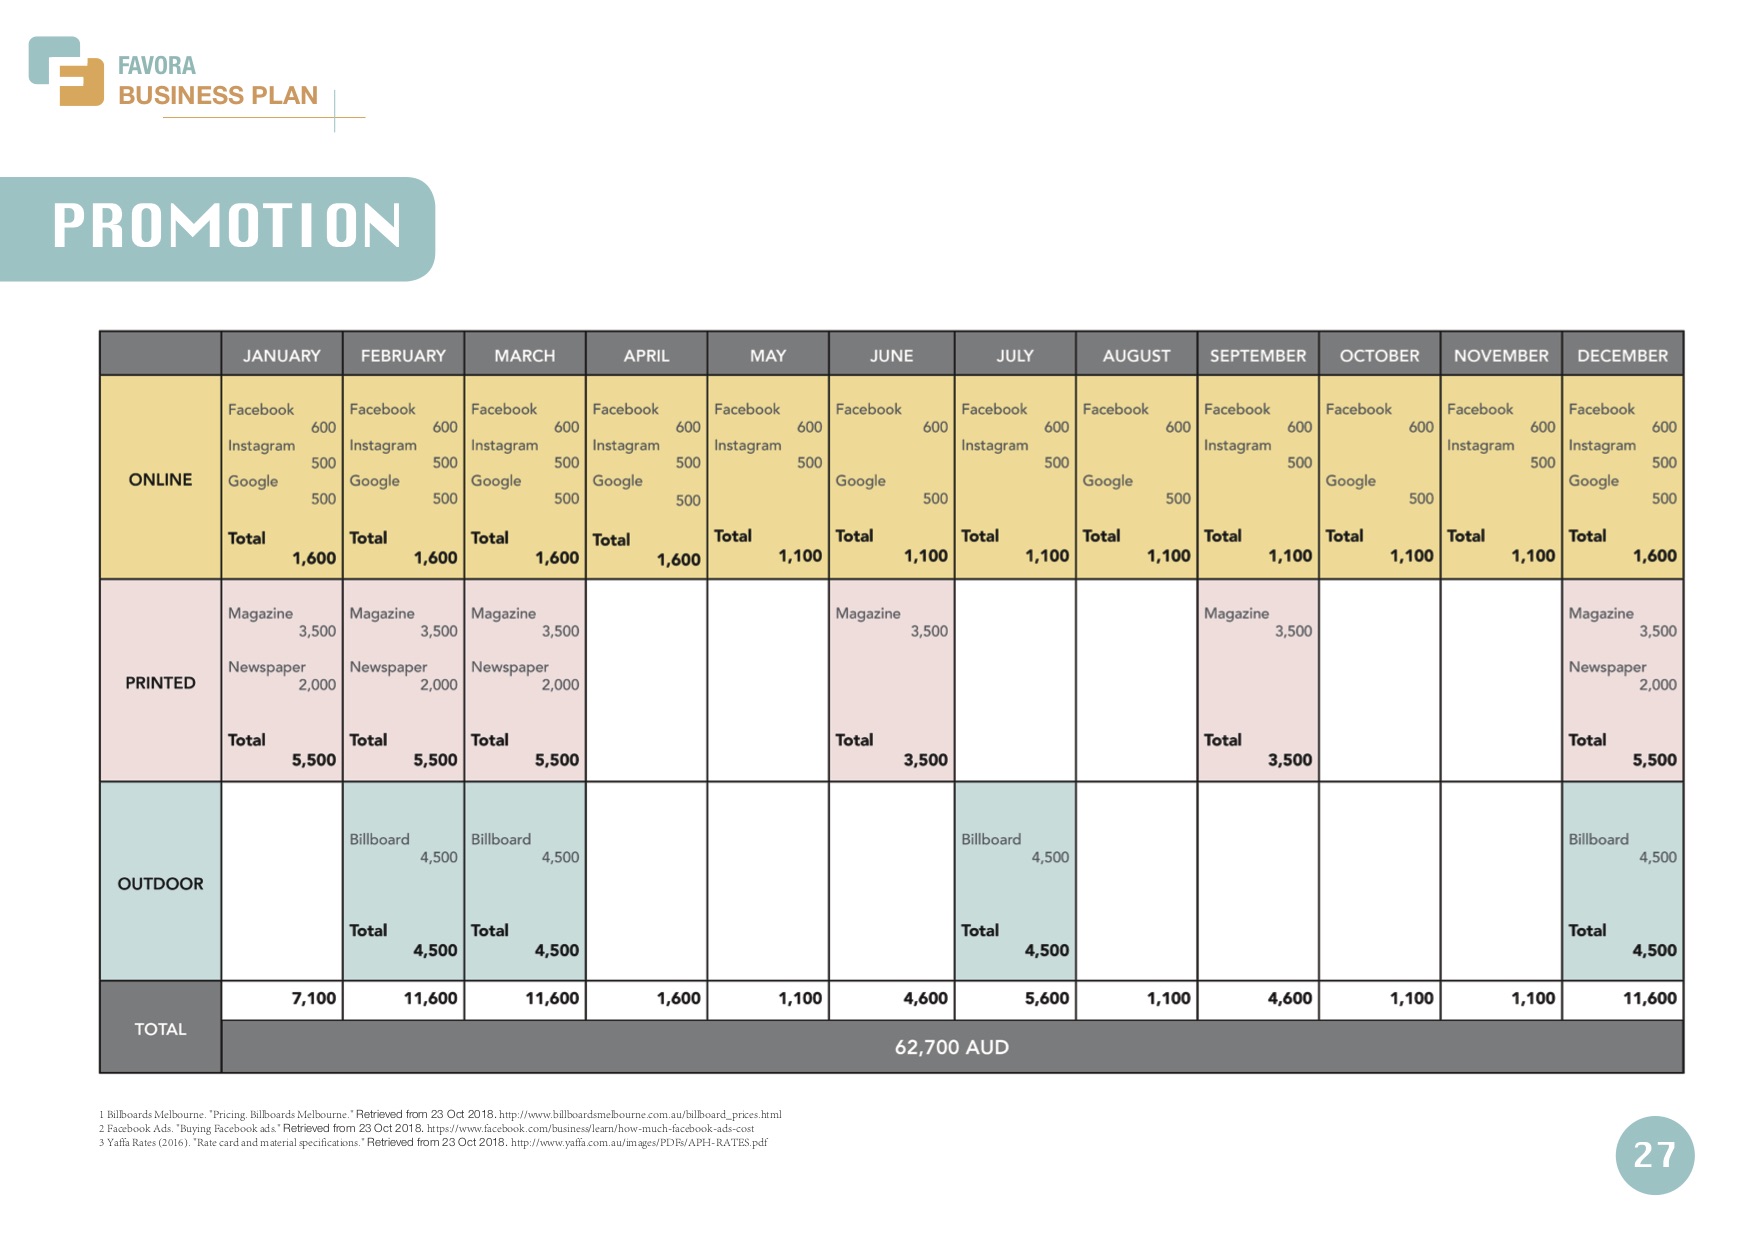 FAVORA
BUSINESS PLAN
PROMOTION
JANUARY FEBRUARY MARCH APRIL MAY JUNE JULY AUGUST SEPTEMBER OCTOBER NOVEMBER DECEMBER
Facebook Facebook Facebook Facebook Facebook Facebook Facebook Facebook Facebook Facebook Facebook Facebook
600 600 600 600 600 600 600 600 600 600 600 600
Instagram Instagram Instagram Instagram Instagram Instagram Instagram Instagram Instagram
500 500 500 500 500 500 500 500 500
ONLINE
Google Google Google Google Google Google Google Google
500 500 500 500 500 500 500 500
Total Total Total Total Total Total Total Total Total Total Total Total
1,600 1,600 1,600 1,600 1,100 1,100 1,100 1,100 1,100 1,100 1,100 1,600
Magazine Magazine Magazine Magazine Magazine Magazine
3,500 3,500 3,500 3,500 3,500 3,500
Newspaper Newspaper Newspaper Newspaper
PRINTED
2,000 2,000 2,000 2,000
Total Total Total Total Total Total
5,500 5,500 5,500 3,500 3,500 5,500
Billboard Billboard Billboard Billboard
4,500 4,500 4,500 4,500
OUTDOOR
Total Total Total Total
4,500 4,500 4,500 4,500
7,100 11,600 11,600 1,600 1,100 4,600 5,600 1,100 4,600 1,100 1,100 11,600
TOTAL
62,700 AUD
1 Billboards Melbourne. "Pricing. Billboards Melbourne." Retrieved from 23 Oct 2018. http://www.billboardsmelbourne.com.au/billboard_prices.html
2 Facebook Ads. "Buying Facebook ads." Retrieved from 23 Oct 2018. https://www.facebook.com/business/learn/how-much-facebook-ads-cost
3 Yaffa Rates (2016). "Rate card and material specifications." Retrieved from 23 Oct 2018. http://www.yaffa.com.au/images/PDFs/APH-RATES.pdf
27